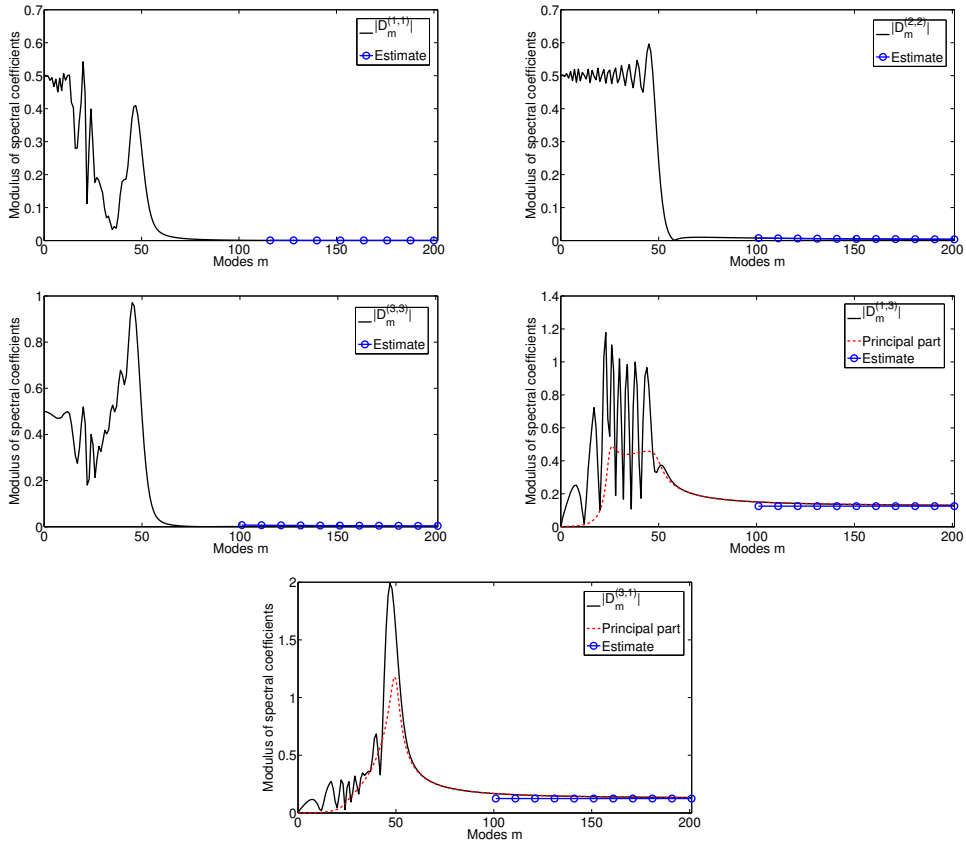 0.7
0.6
0.5
0.4
0.3
0.2
0.1
0
0 50 100 150 200
Modes m
Modulus of spectral coefficients
|D_m^(1,1)|
Estimate
0.7
0.6
0.5
0.4
0.3
0.2
0.1
0
0 50 100 150 200
Modes m
Modulus of spectral coefficients
|D_m^(2,2)|
Estimate
1
0.8
0.6
0.4
0.2
0
0 50 100 150 200
Modes m
Modulus of spectral coefficients
|D_m^(3,3)|
Estimate
1.4
1.2
1
0.8
0.6
0.4
0.2
0
0 50 100 150 200
Modes m
Modulus of spectral coefficients
|D_m^(1,3)|
Principal part
Estimate
2
1.5
1
0.5
0
0 50 100 150 200
Modes m
Modulus of spectral coefficients
|D_m^(3,1)|
Principal part
Estimate